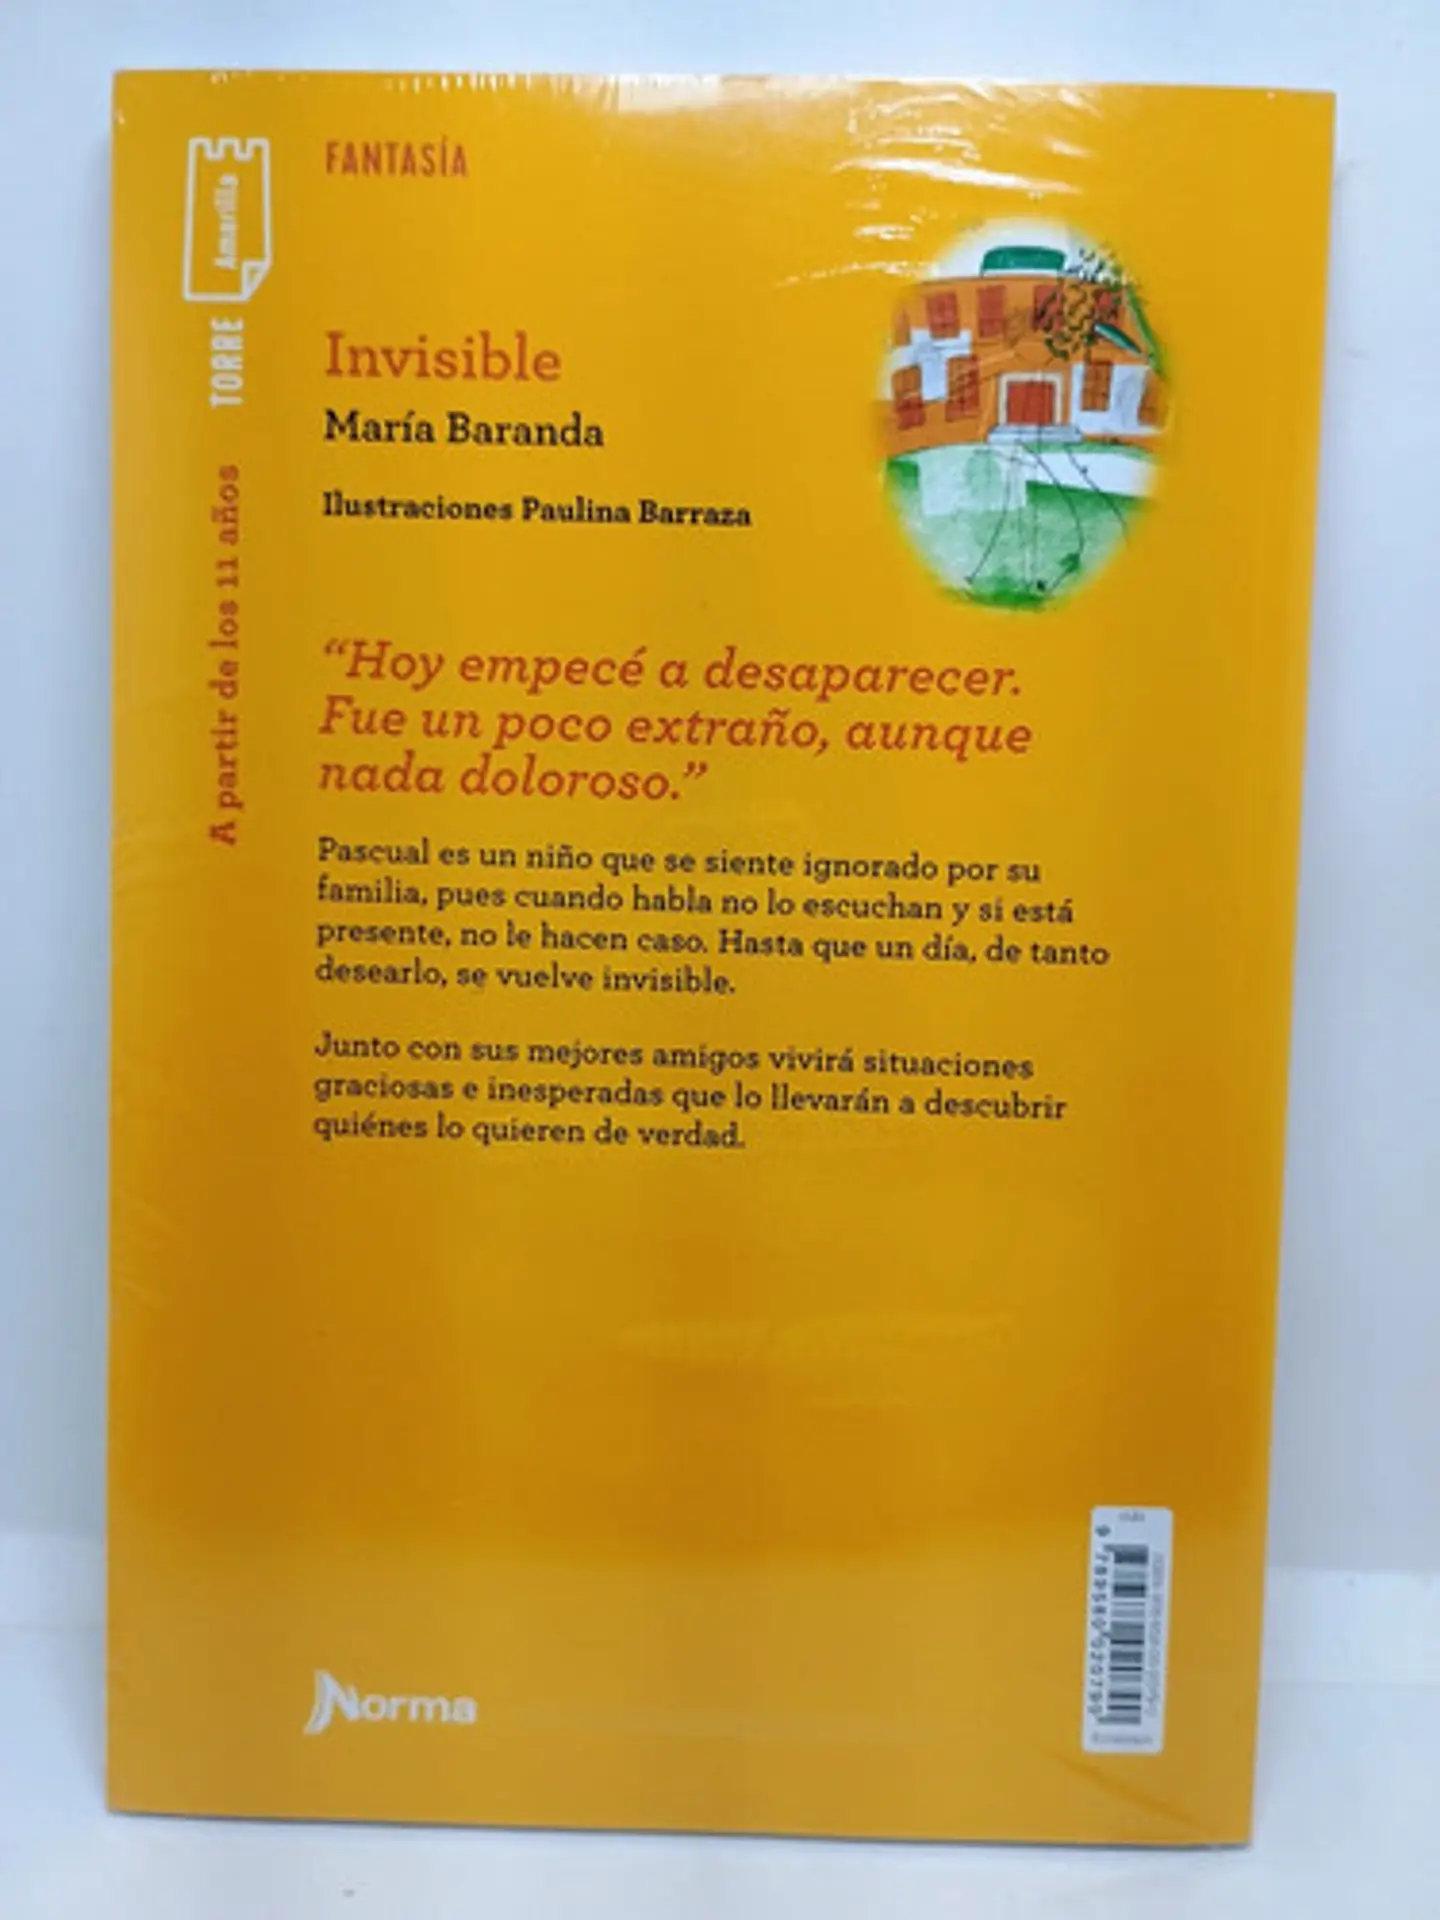 FANTASÍA
Amarilla
TORRE
A partir de los 11 años
Invisible
María Baranda
Ilustraciones Paulina Barraza
“Hoy empecé a desaparecer.
Fue un poco extraño, aunque
nada doloroso.”
Pascual es un niño que se siente ignorado por su
familia, pues cuando habla no lo escuchan y si está
presente, no le hacen caso. Hasta que un día, de tanto
desearlo, se vuelve invisible.
Junto con sus mejores amigos vivirá situaciones
graciosas e inesperadas que lo llevarán a descubrir
quiénes lo quieren de verdad.
Norma